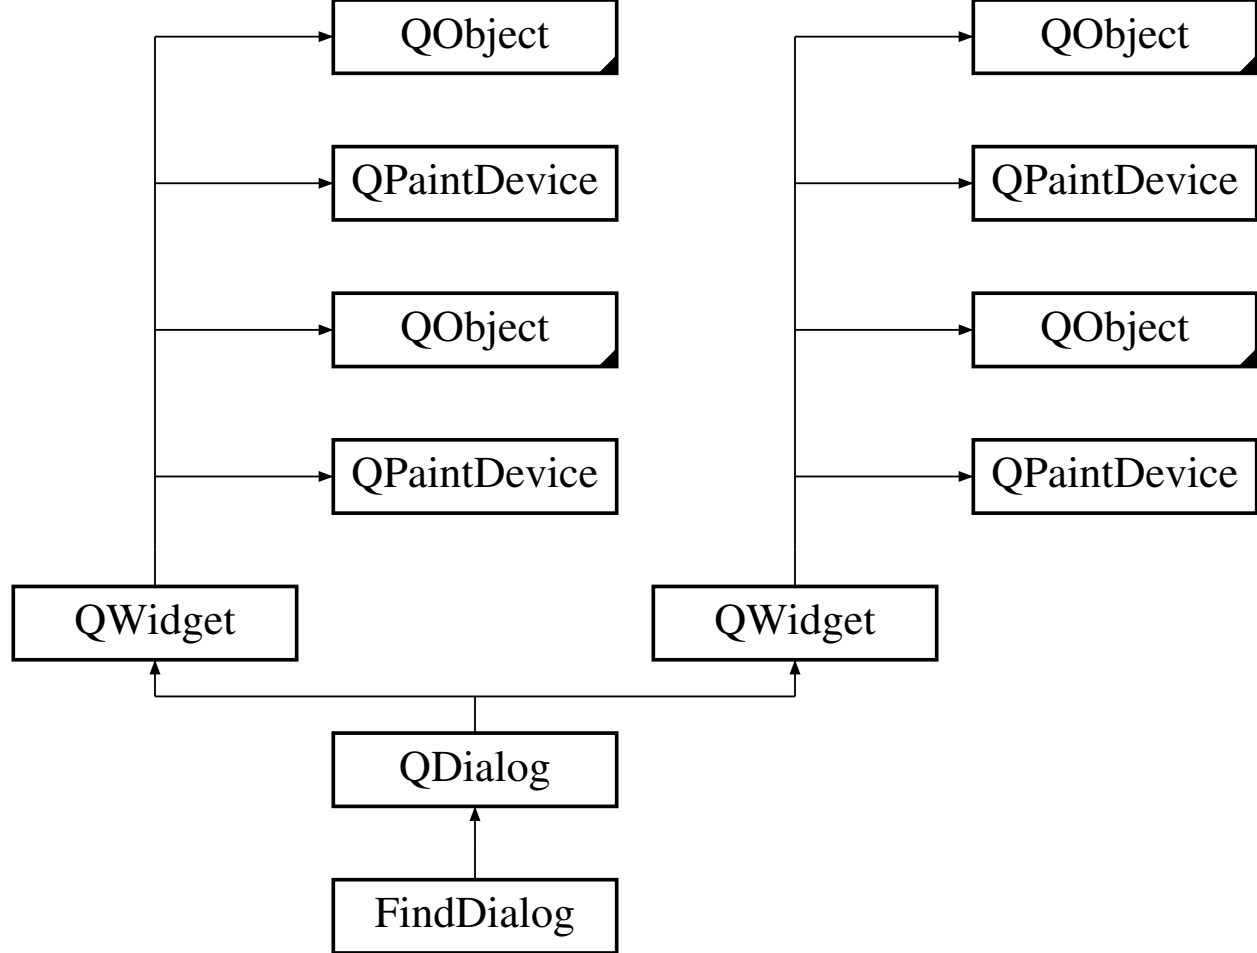 QObject
QObject
QPaintDevice
QPaintDevice
QObject
QObject
QPaintDevice
QPaintDevice
QWidget
QWidget
QDialog
FindDialog